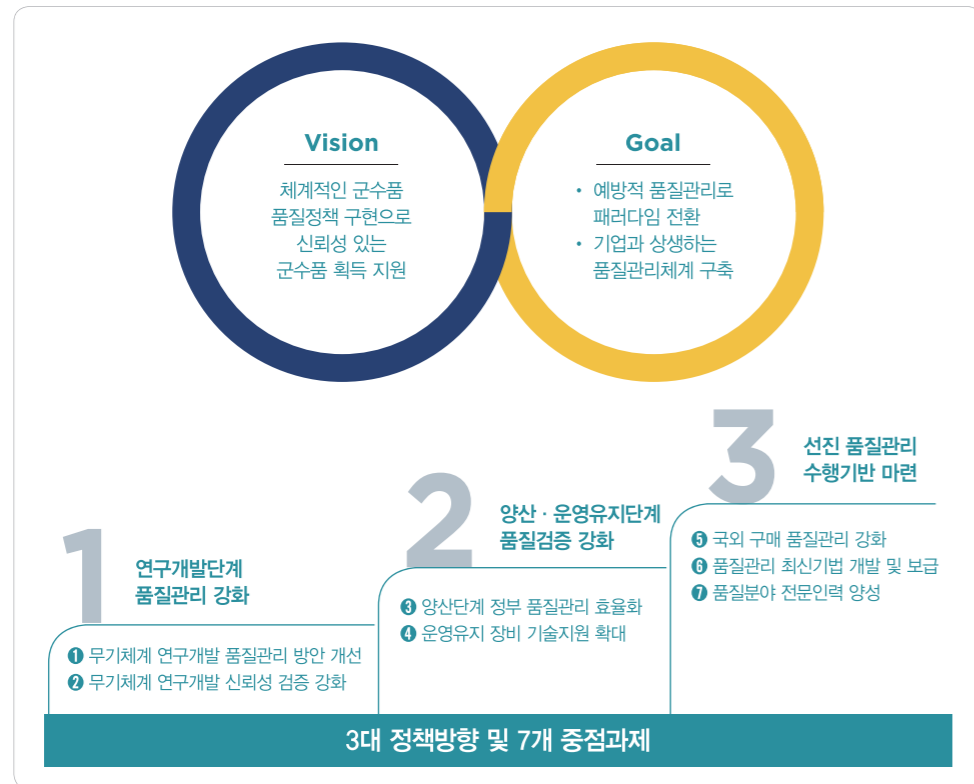 Vision
체계적인 군수품
품질정책 구현으로
신뢰성 있는
군수품 획득 지원
Goal
• 예방적 품질관리로
패러다임 전환
• 기업과 상생하는
품질관리체계 구축
1
연구개발단계
품질관리 강화
❶ 무기체계 연구개발 품질관리 방안 개선
❷ 무기체계 연구개발 신뢰성 검증 강화
2
양산 · 운영유지단계
품질검증 강화
❸ 양산단계 정부 품질관리 효율화
❹ 운영유지 장비 기술지원 확대
3
선진 품질관리
수행기반 마련
❺ 국외 구매 품질관리 강화
❻ 품질관리 최신기법 개발 및 보급
❼ 품질분야 전문인력 양성
3대 정책방향 및 7개 중점과제